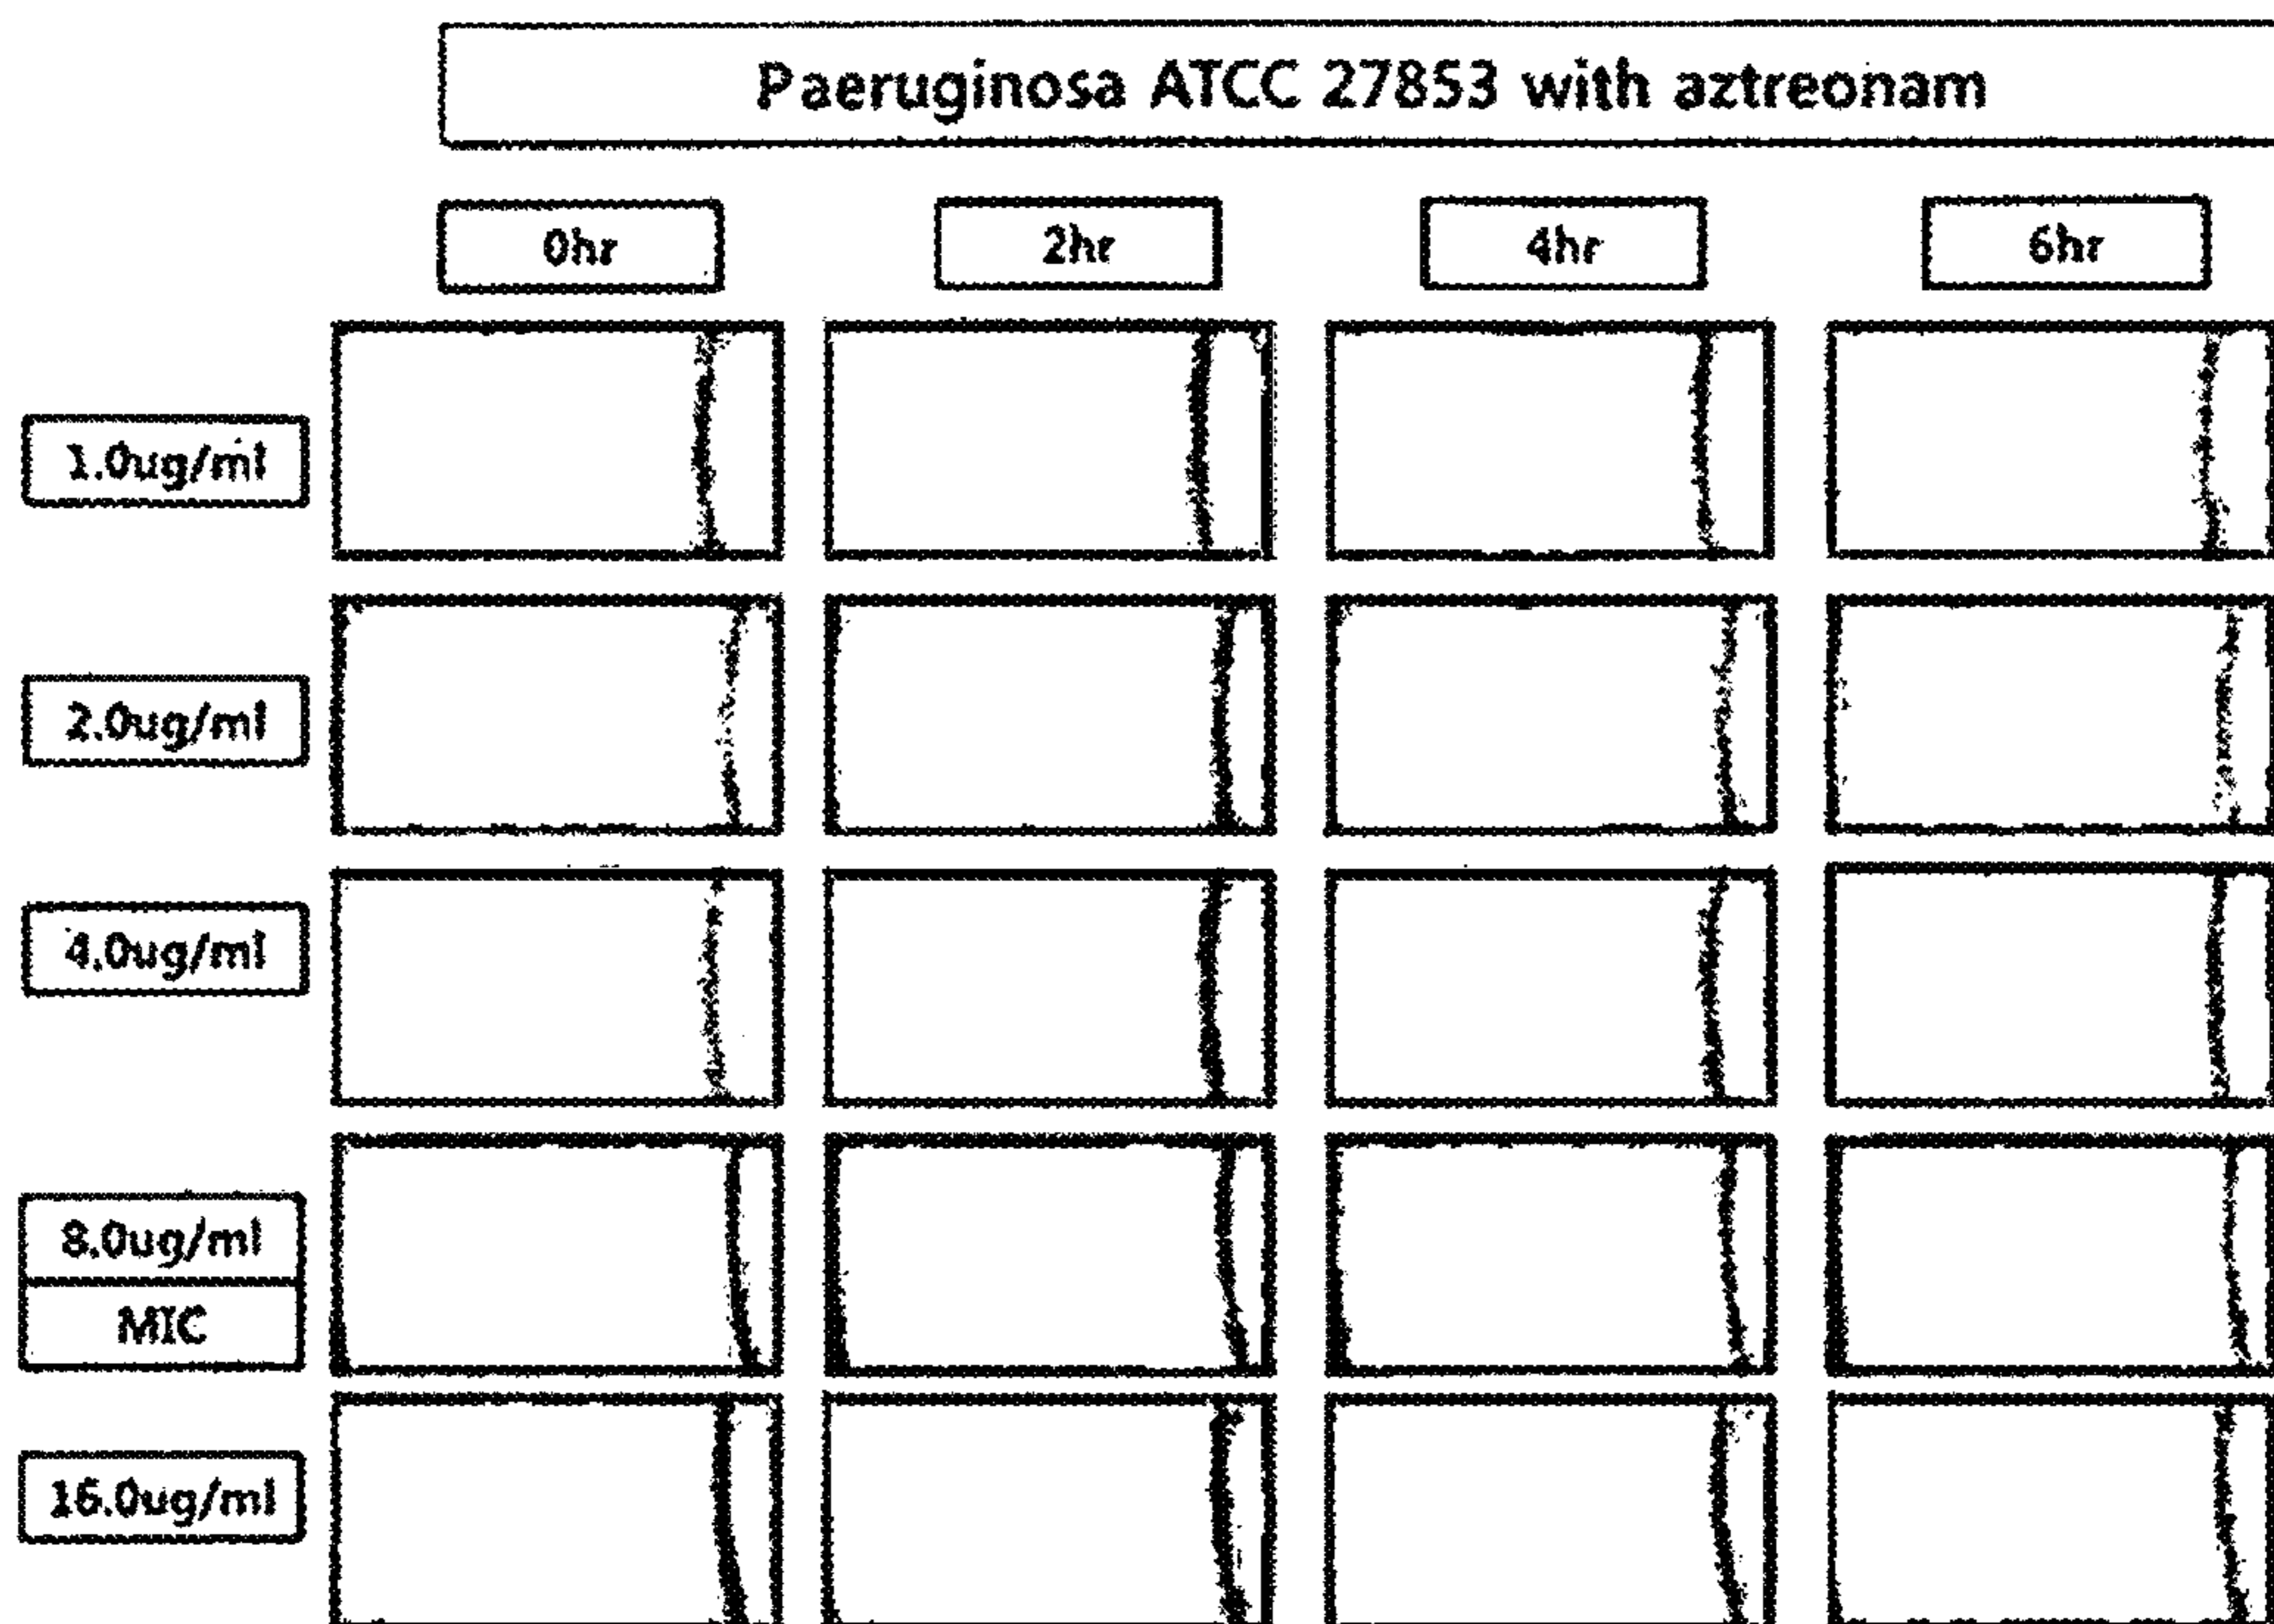 Paeruginosa ATCC 27853 with aztreonam
0hr
2hr
4hr
6hr
1.0ug/ml
2.0ug/ml
4.0ug/ml
8.0ug/ml
MIC
16.0ug/ml